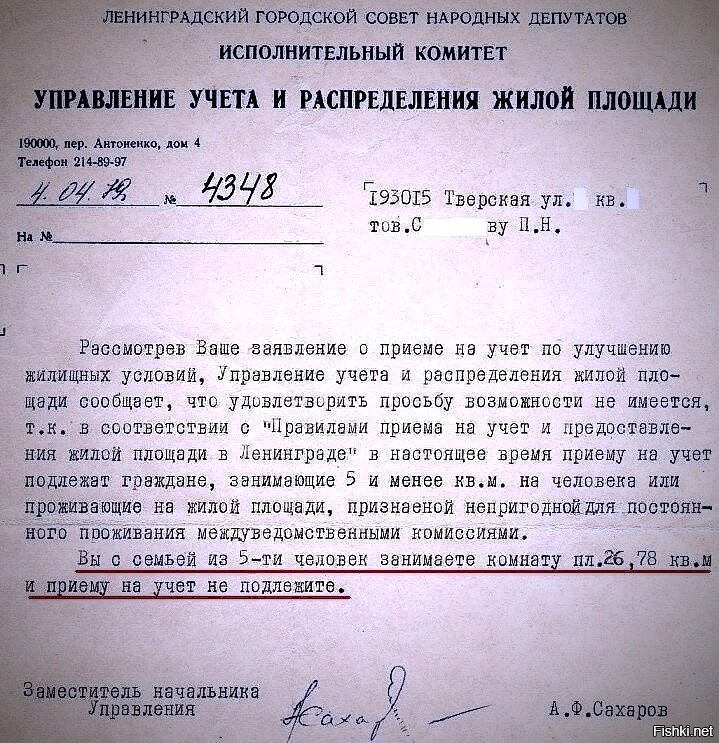 ЛЕНИНГРАДСКИЙ ГОРОДСКОЙ СОВЕТ НАРОДНЫХ ДЕПУТАТОВ
ИСПОЛНИТЕЛЬНЫЙ КОМИТЕТ
УПРАВЛЕНИЕ УЧЕТА И РАСПРЕДЕЛЕНИЯ ЖИЛОЙ ПЛОЩАДИ
190000, пер. Антоненко, дом 4
Телефон 214-89-97
4.04.79г. № 4348
193015 Тверская ул. кв.
тов.С ву П.Н.
На №
Рассмотрев Ваше заявление о приеме на учет по улучшению
жилищных условий, Управление учета и распределения жилой пло-
щади сообщает, что удовлетворить просьбу возможности не имеется,
т.к. в соответствии с "Правилами приема на учет и предоставле-
ния жилой площади в Ленинграде" в настоящее время приему на учет
подлежат граждане, занимающие 5 и менее кв.м. на человека или
проживающие на жилой площади, признаеной непригодной для постоян-
ного проживания междуведомственными комиссиями.
Вы с семьей из 5-ти человек занимаете комнату пл.26,78 кв.м
и приему на учет не подлежите.
Заместитель начальника
Управления
А.Ф.Сахаров
Fishki.net